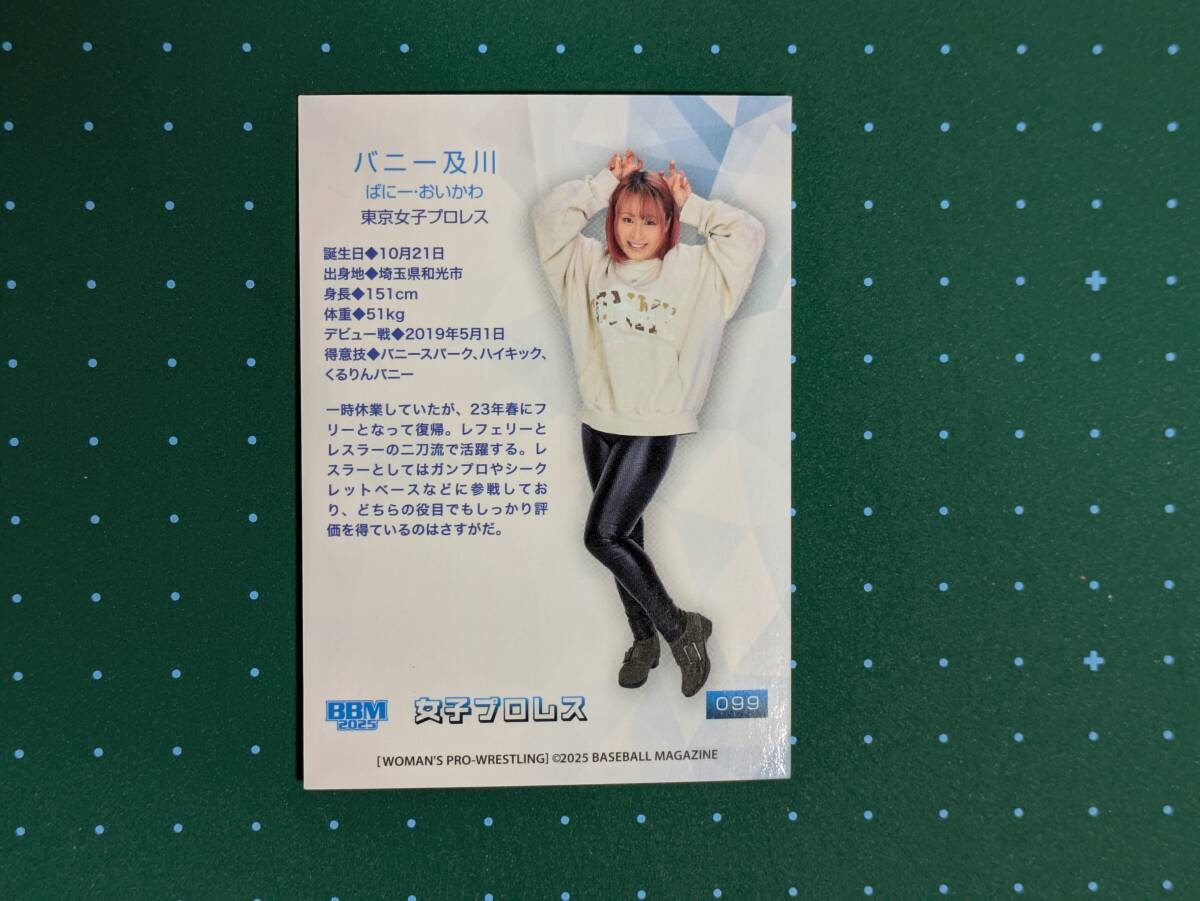 バニー及川
ばにー・おいかわ
東京女子プロレス
誕生日◆10月21日
出身地◆埼玉県和光市
身長◆151cm
体重◆51kg
デビュー戦◆2019年5月1日
得意技◆バニースパーク、ハイキック、
くるりんバニー
一時休業していたが、23年春にフ
リーとなって復帰。レフェリーと
レスラーの二刀流で活躍する。レ
スラーとしてはガンプロやシーク
レットベースなどに参戦してお
り、どちらの役目でもしっかり評
価を得ているのはさすがだ。
BBM
2025
女子プロレス
099
[WOMAN'S PRO-WRESTLING] ©2025 BASEBALL MAGAZINE